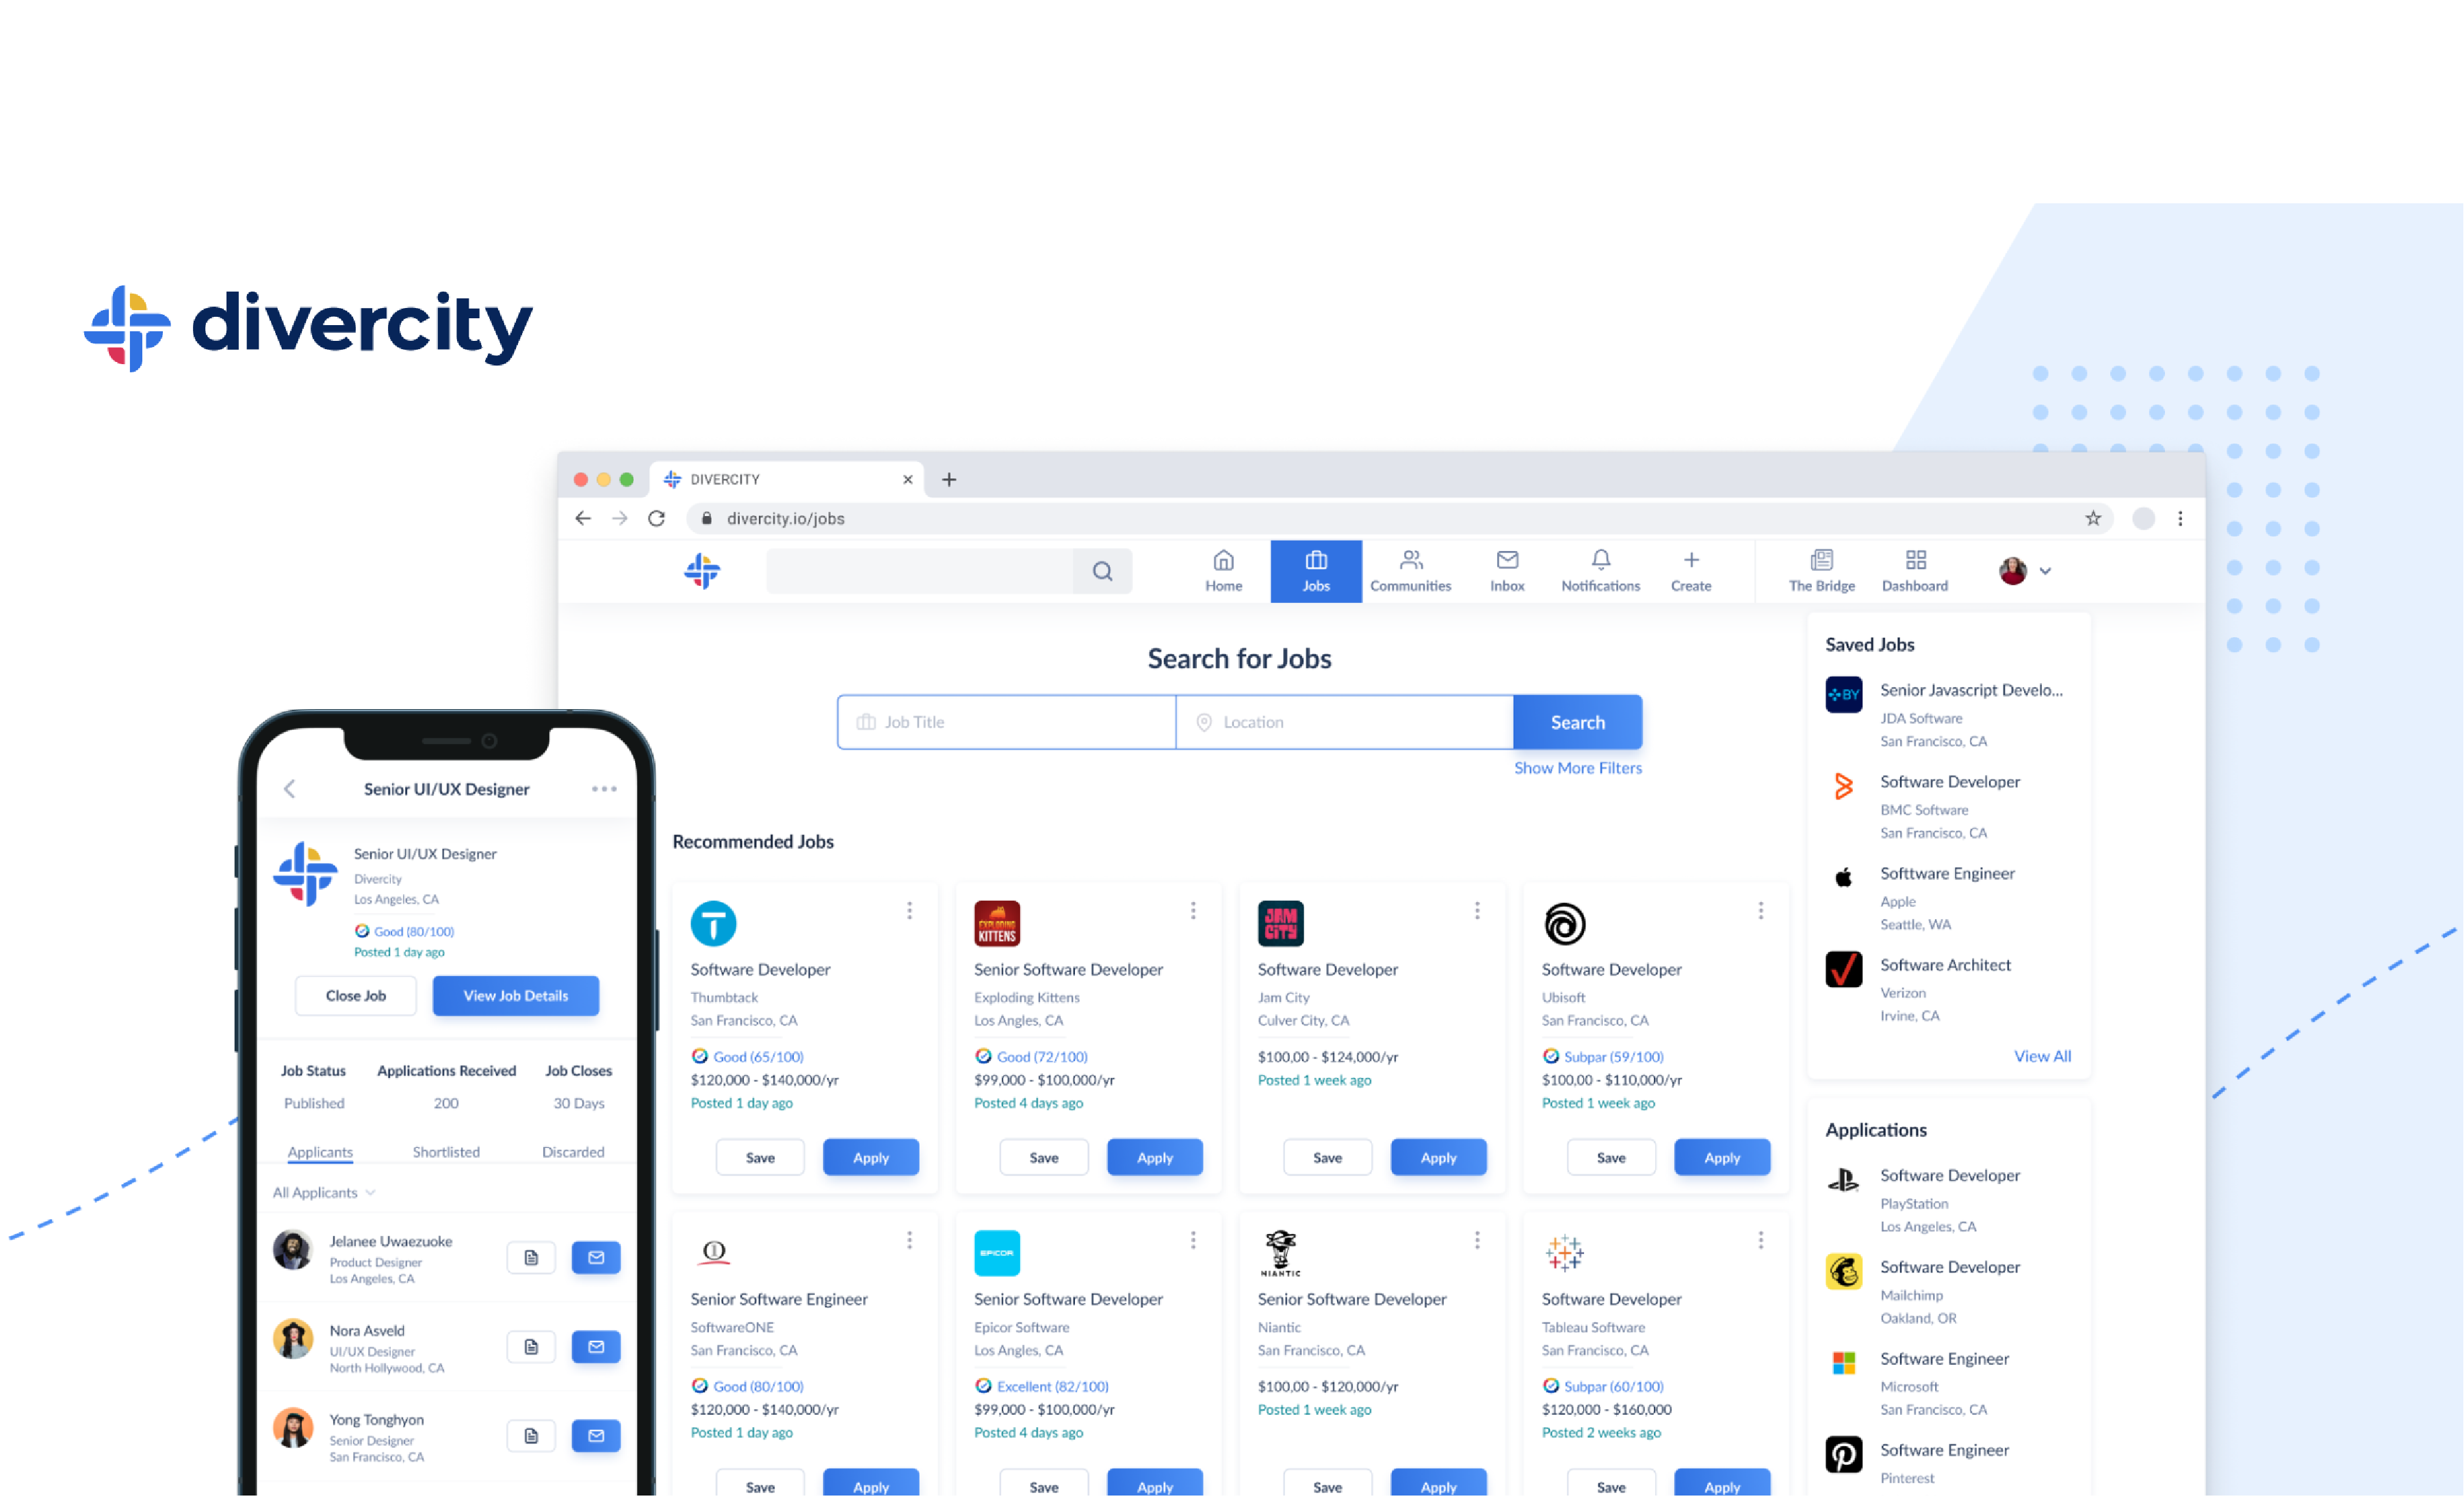 divercity
DIVERCITY
divercity.io/jobs
Home
Jobs
Communities
Inbox
Notifications
Create
The Bridge
Dashboard
Search for Jobs
Job Title
Location
Search
Show More Filters
Recommended Jobs
Software Developer
Thumbtack
San Francisco, CA
Good (65/100)
$120,000 - $140,000/yr
Posted 1 day ago
Save
Apply
EXPLODING
KITTENS
Senior Software Developer
Exploding Kittens
Los Angles, CA
Good (72/100)
$99,000 - $100,000/yr
Posted 4 days ago
Save
Apply
JAM
CITY
Software Developer
Jam City
Culver City, CA
$100,00 - $124,000/yr
Posted 1 week ago
Save
Apply
Software Developer
Ubisoft
San Francisco, CA
Subpar (59/100)
$100,00 - $110,000/yr
Posted 1 week ago
Save
Apply
Senior Software Engineer
SoftwareONE
San Francisco, CA
Good (80/100)
$120,000 - $140,000/yr
Posted 1 day ago
Save
Apply
EPICOR
Senior Software Developer
Epicor Software
Los Angles, CA
Excellent (82/100)
$99,000 - $100,000/yr
Posted 4 days ago
Save
Apply
NIANTIC
Senior Software Developer
Niantic
San Francisco, CA
$100,00 - $120,000/yr
Posted 1 week ago
Save
Apply
Software Developer
Tableau Software
San Francisco, CA
Subpar (60/100)
$120,000 - $160,000
Posted 2 weeks ago
Save
Apply
Saved Jobs
BY
Senior Javascript Develo...
JDA Software
San Francisco, CA
Software Developer
BMC Software
San Francisco, CA
Softtware Engineer
Apple
Seattle, WA
Software Architect
Verizon
Irvine, CA
View All
Applications
Software Developer
PlayStation
Los Angeles, CA
Software Developer
Mailchimp
Oakland, OR
Software Engineer
Microsoft
San Francisco, CA
Software Engineer
Pinterest
Senior UI/UX Designer
Senior UI/UX Designer
Divercity
Los Angeles, CA
Good (80/100)
Posted 1 day ago
Close Job
View Job Details
Job Status
Applications Received
Job Closes
Published
200
30 Days
Applicants
Shortlisted
Discarded
All Applicants
Jelanee Uwaezuoke
Product Designer
Los Angeles, CA
Nora Asveld
UI/UX Designer
North Hollywood, CA
Yong Tonghyon
Senior Designer
San Francisco, CA